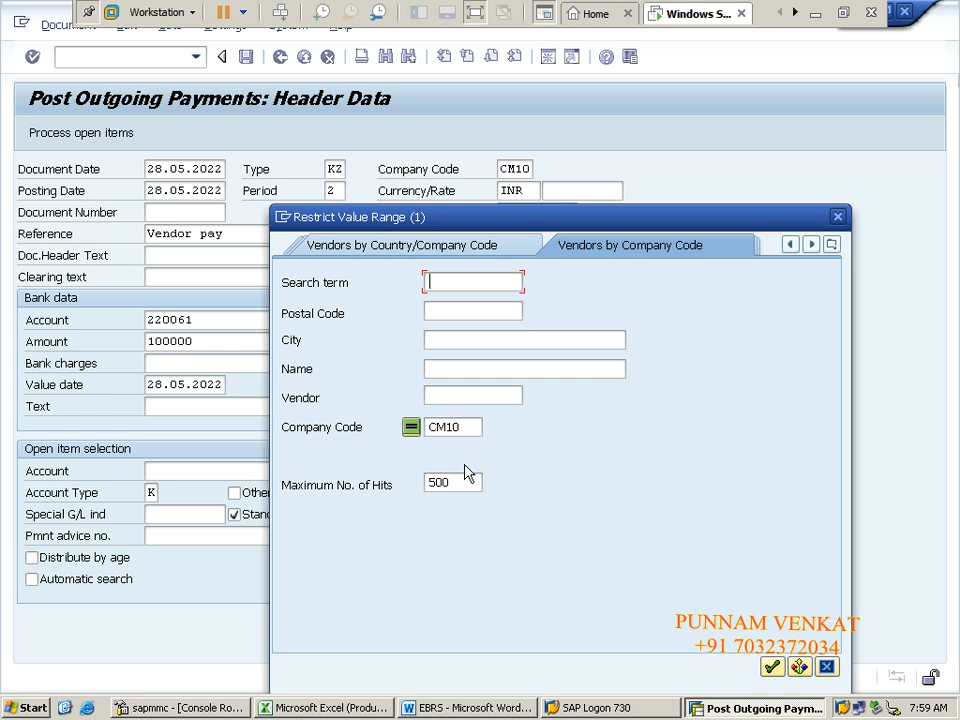 Workstation
Home
Windows S...
Post Outgoing Payments: Header Data
Process open items
Document Date 28.05.2022 Type KZ Company Code CM10
Posting Date 28.05.2022 Period 2 Currency/Rate INR
Document Number
Reference Vendor pay
Doc.Header Text
Clearing text
Bank data
Account 220061
Amount 100000
Bank charges
Value date 28.05.2022
Text
Open item selection
Account
Account Type K Other
Special G/L ind Stand
Pmnt advice no.
Distribute by age
Automatic search
Restrict Value Range (1)
Vendors by Country/Company Code Vendors by Company Code
Search term
Postal Code
City
Name
Vendor
Company Code CM10
Maximum No. of Hits 500
PUNNAM VENKAT
+91 7032372034
Start sapmmc - [Console Ro... Microsoft Excel (Produ... EBRS - Microsoft Word... SAP Logon 730 Post Outgoing Paym... 7:59 AM